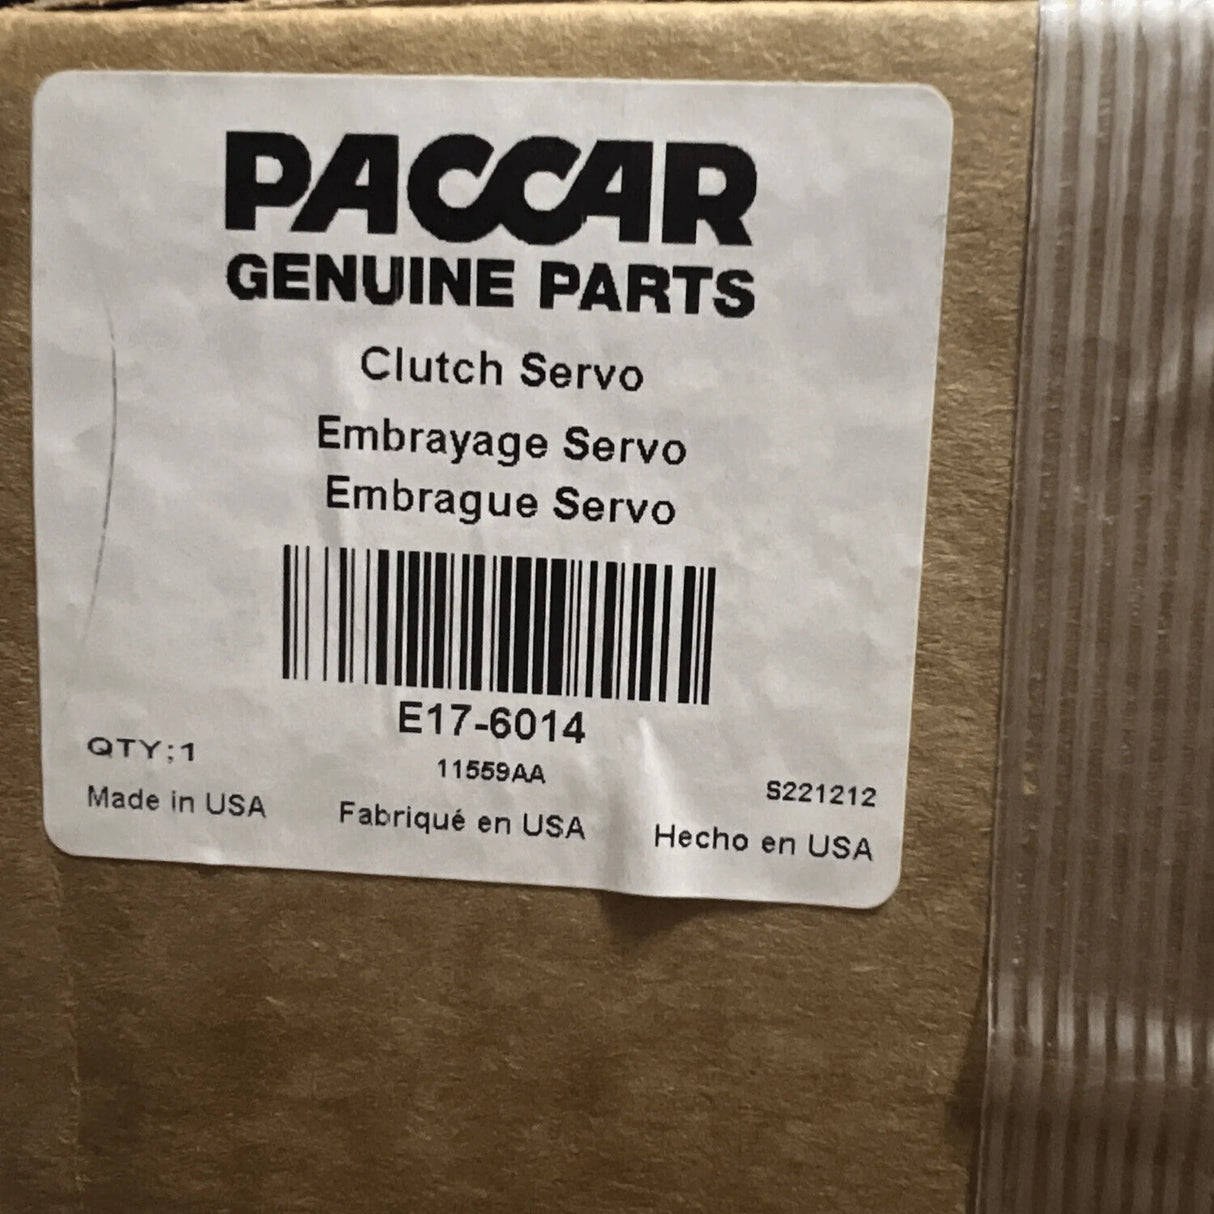 PACCAR
GENUINE PARTS
Clutch Servo
Embrayage Servo
Embrague Servo
E17-6014
QTY;1
11559AA
S221212
Made in USA
Fabriqué en USA
Hecho en USA